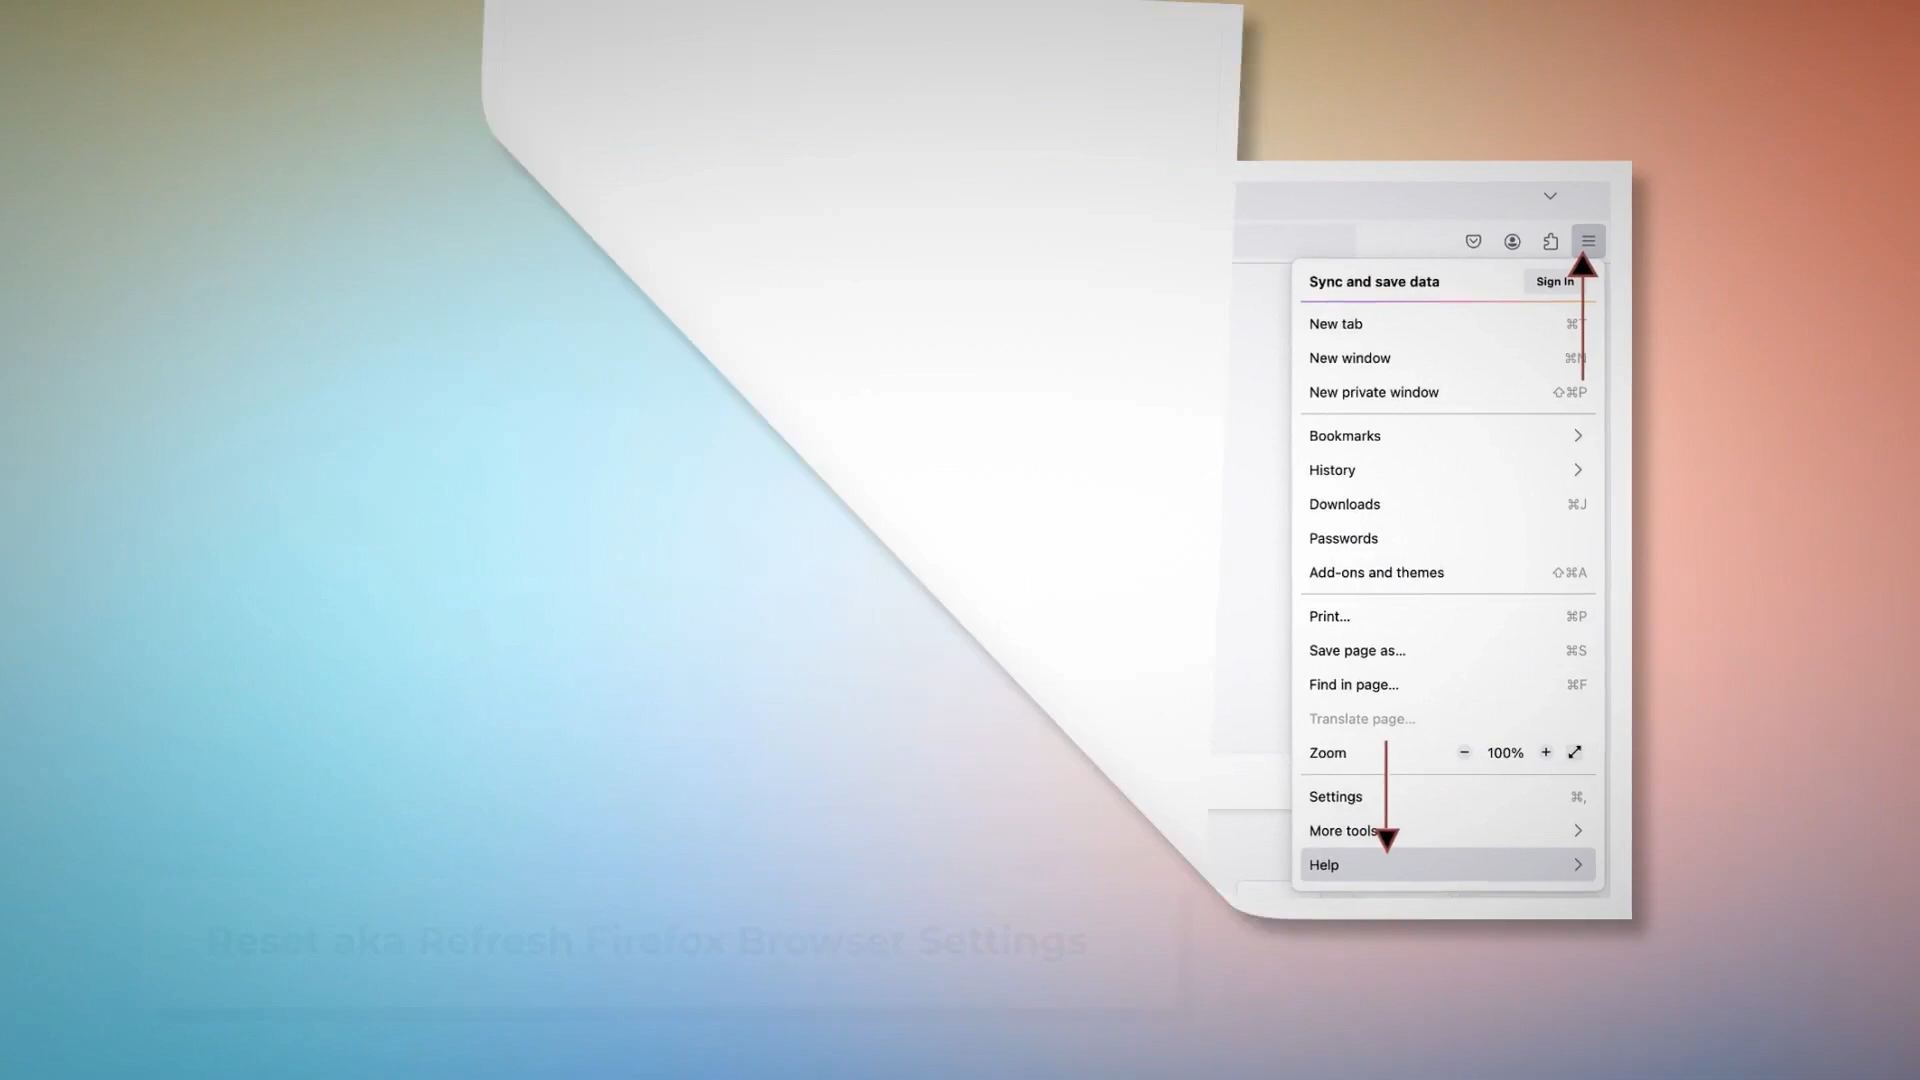 Sync and save data Sign In
New tab ⌘T
New window ⌘N
New private window ⇧⌘P
Bookmarks
History
Downloads ⌘J
Passwords
Add-ons and themes ⇧⌘A
Print... ⌘P
Save page as... ⌘S
Find in page... ⌘F
Translate page...
Zoom − 100% +
Settings ⌘,
More tools
Help
Reset aka Refresh Firefox Browser Settings